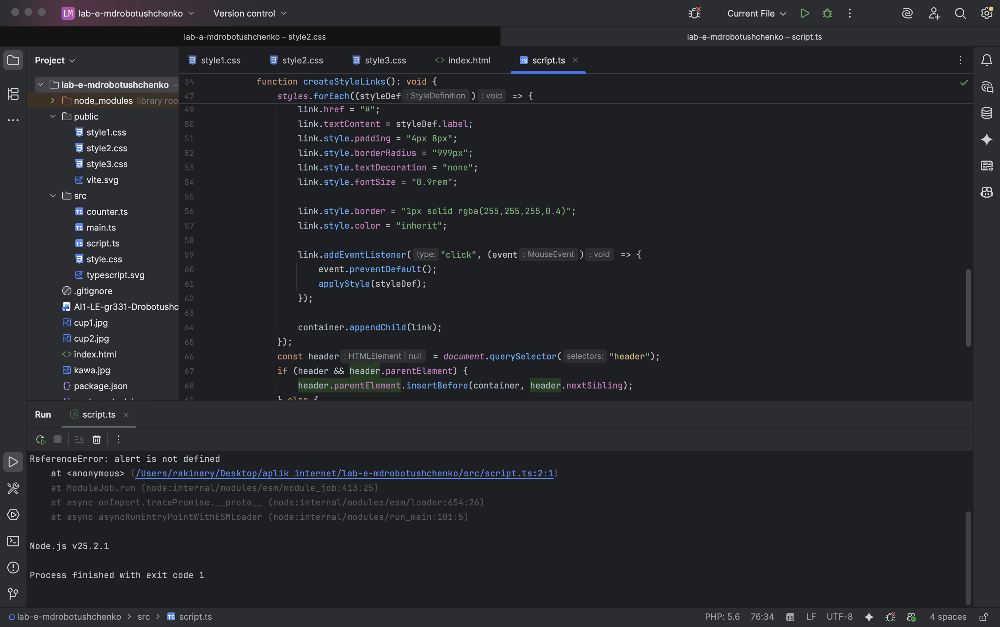 LM lab-e-mdrobotushchenko Version control Current File
lab-a-mdrobotushchenko – style2.css lab-e-mdrobotushchenko – script.ts
Project
style1.css style2.css style3.css index.html TS script.ts
lab-e-mdrobotushchenko ~
node_modules library roo
public
style1.css
style2.css
style3.css
vite.svg
src
TS counter.ts
TS main.ts
TS script.ts
style.css
typescript.svg
.gitignore
AI1-LE-gr331-Drobotushc
cup1.jpg
cup2.jpg
index.html
kawa.jpg
package.json
34 function createStyleLinks(): void {
47 styles.forEach((styleDef : StyleDefinition ) : void => {
49 link.href = "#";
50 link.textContent = styleDef.label;
51 link.style.padding = "4px 8px";
52 link.style.borderRadius = "999px";
53 link.style.textDecoration = "none";
54 link.style.fontSize = "0.9rem";
55
56 link.style.border = "1px solid rgba(255,255,255,0.4)";
57 link.style.color = "inherit";
58
59 link.addEventListener( type: "click", (event : MouseEvent ) : void => {
60 event.preventDefault();
61 applyStyle(styleDef);
62 });
63
64 container.appendChild(link);
65 });
66 const header : HTMLElement | null = document.querySelector( selectors: "header");
67 if (header && header.parentElement) {
68 header.parentElement.insertBefore(container, header.nextSibling);
69 } else {
Run script.ts
ReferenceError: alert is not defined
at <anonymous> (/Users/rakinary/Desktop/aplik internet/lab-e-mdrobotushchenko/src/script.ts:2:1)
at ModuleJob.run (node:internal/modules/esm/module_job:413:25)
at async onImport.tracePromise.__proto__ (node:internal/modules/esm/loader:654:26)
at async asyncRunEntryPointWithESMLoader (node:internal/modules/run_main:101:5)
Node.js v25.2.1
Process finished with exit code 1
lab-e-mdrobotushchenko > src > TS script.ts PHP: 5.6 76:34 TS LF UTF-8 4 spaces